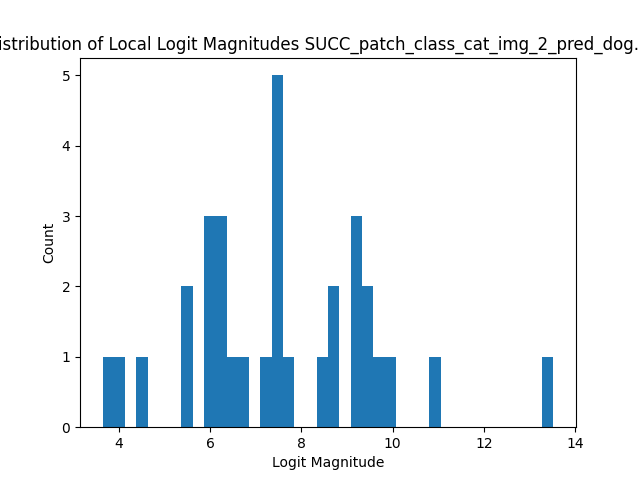 istribution of Local Logit Magnitudes SUCC_patch_class_cat_img_2_pred_dog.
5
4
3
2
1
0
Count
4 6 8 10 12 14
Logit Magnitude